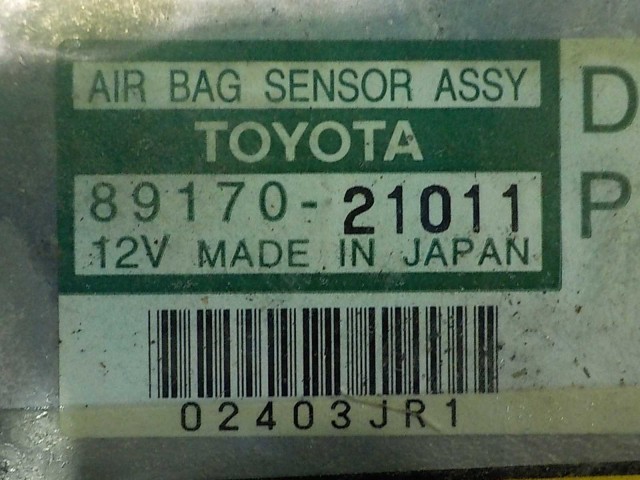 AIR BAG SENSOR ASSY
TOYOTA
89170-21011
12V MADE IN JAPAN
02403JR1
D
P